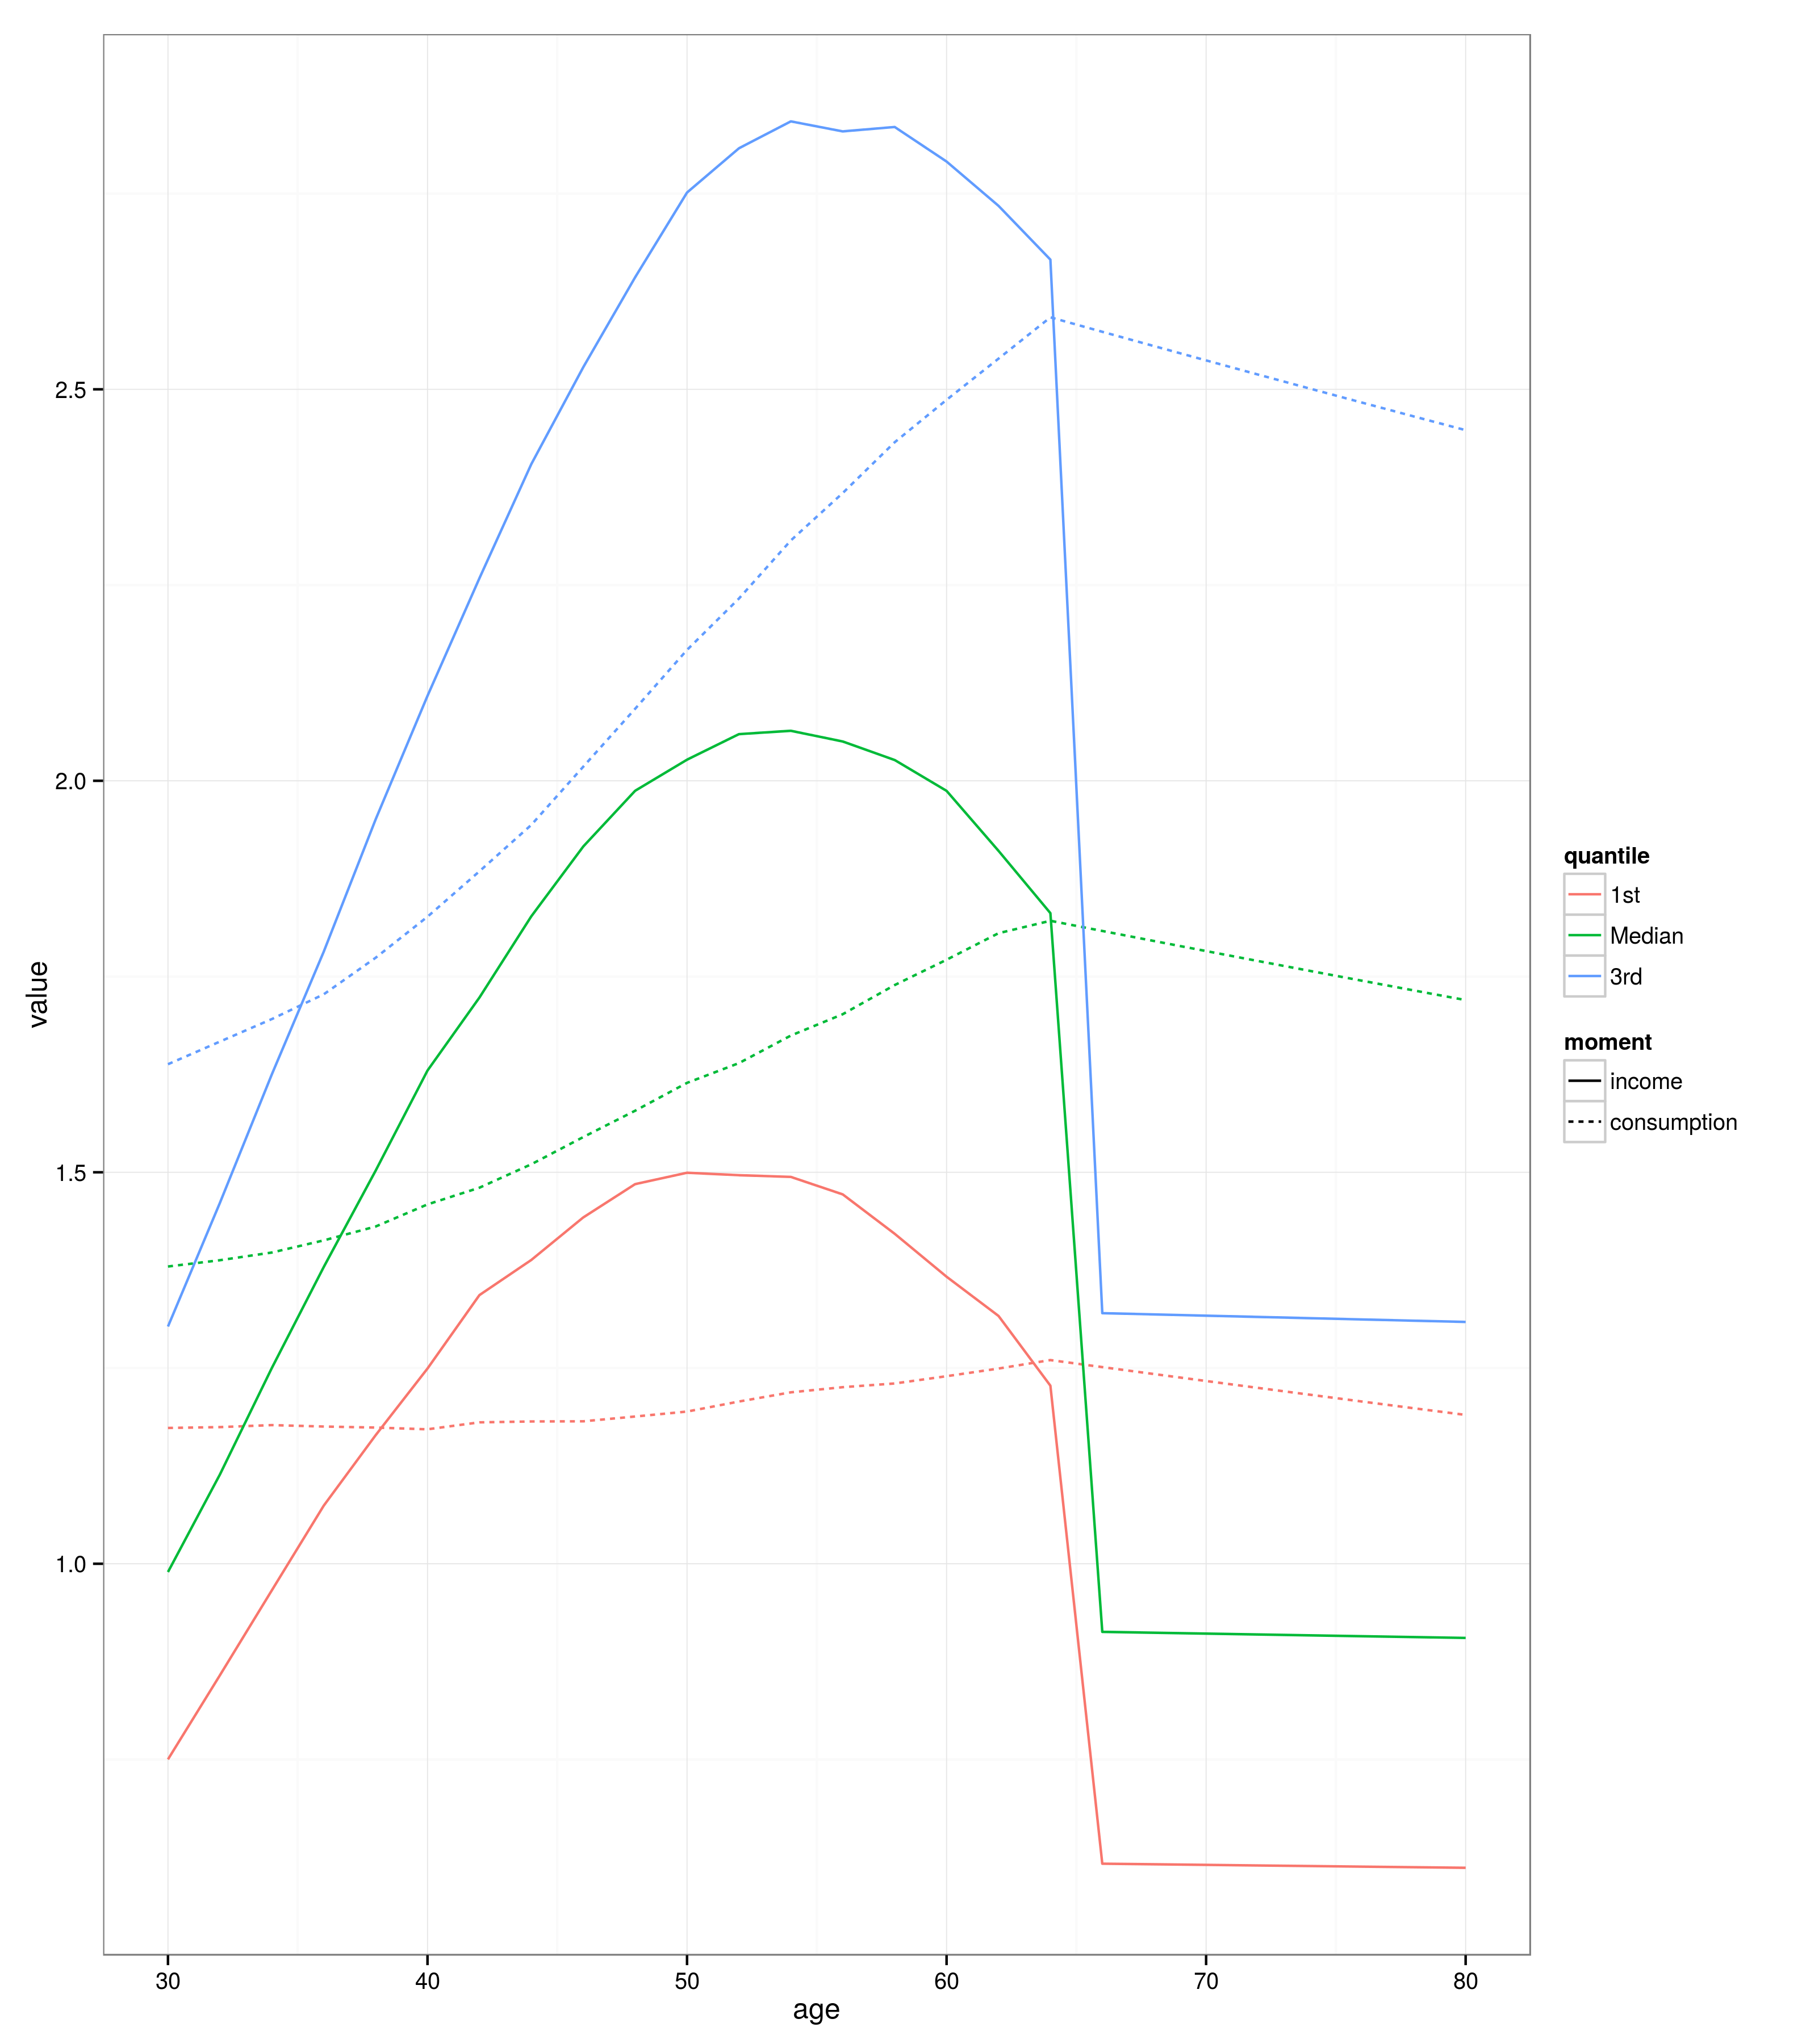 2.5
2.0
1.5
1.0
value
30 40 50 60 70 80
age
quantile
1st
Median
3rd
moment
income
consumption